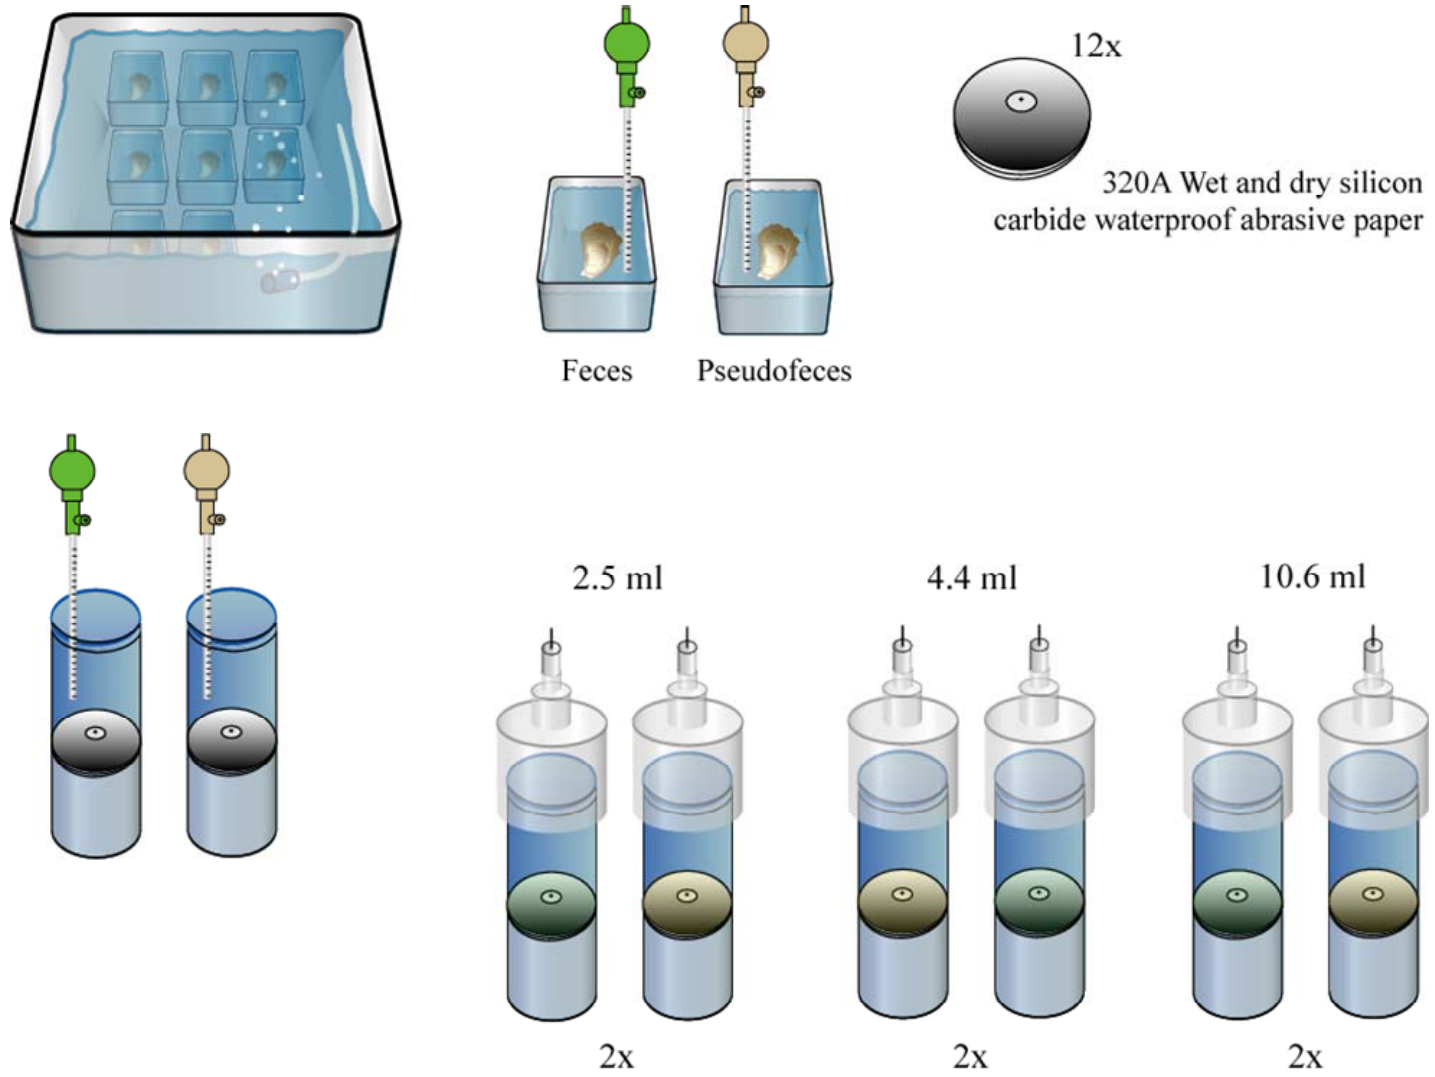 12x
320A Wet and dry silicon
carbide waterproof abrasive paper
Feces
Pseudofeces
2.5 ml
4.4 ml
10.6 ml
2x
2x
2x